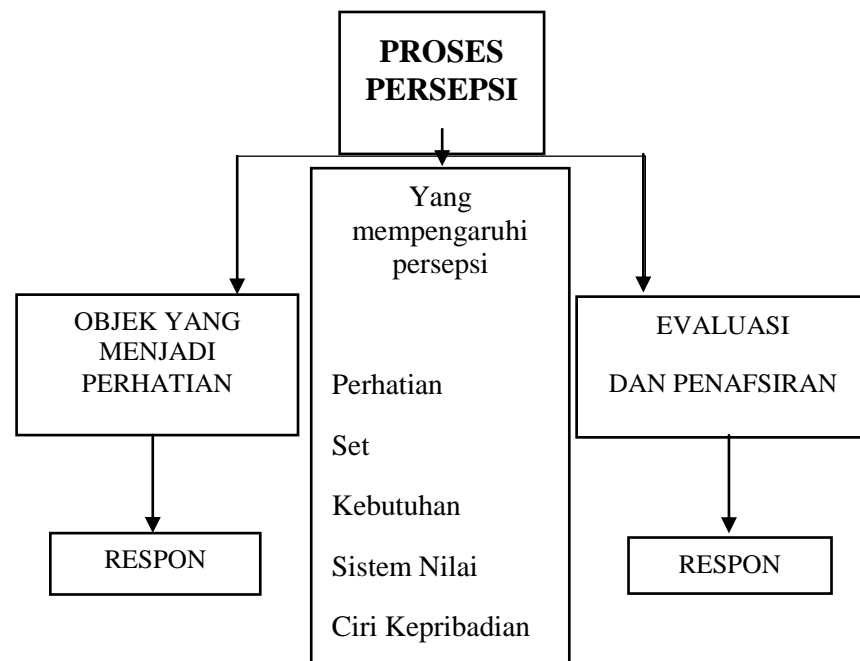 PROSES
PERSEPSI
Yang
mempengaruhi
persepsi
Perhatian
Set
Kebutuhan
Sistem Nilai
Ciri Kepribadian
OBJEK YANG
MENJADI
PERHATIAN
RESPON
EVALUASI
DAN PENAFSIRAN
RESPON